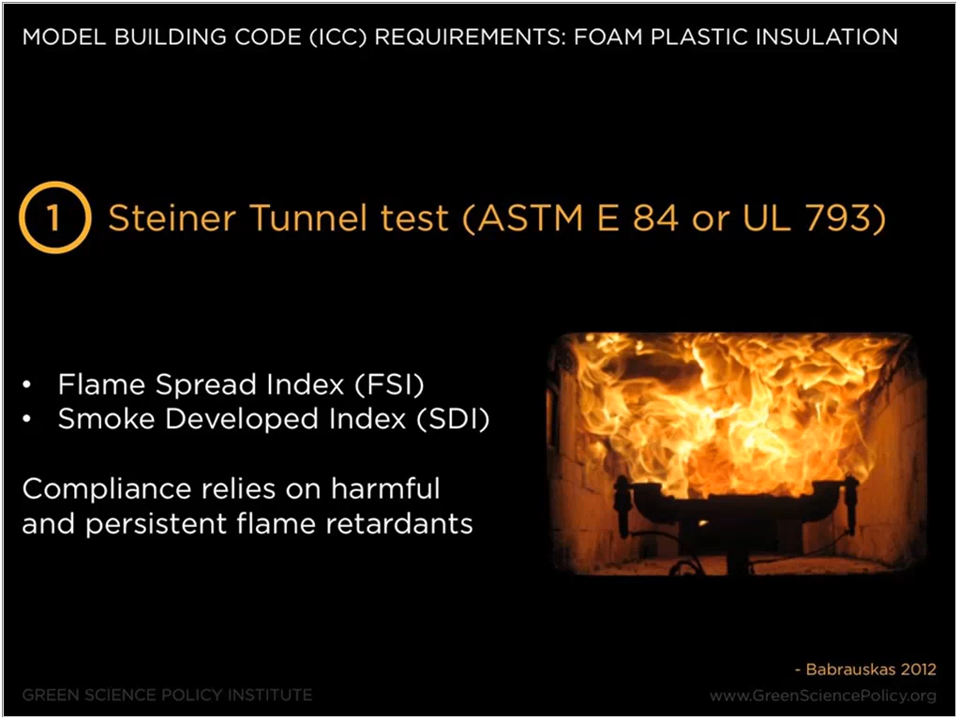 MODEL BUILDING CODE (ICC) REQUIREMENTS: FOAM PLASTIC INSULATION
1 Steiner Tunnel test (ASTM E 84 or UL 793)
• Flame Spread Index (FSI)
• Smoke Developed Index (SDI)
Compliance relies on harmful
and persistent flame retardants
- Babrauskas 2012
GREEN SCIENCE POLICY INSTITUTE www.GreenSciencePolicy.org